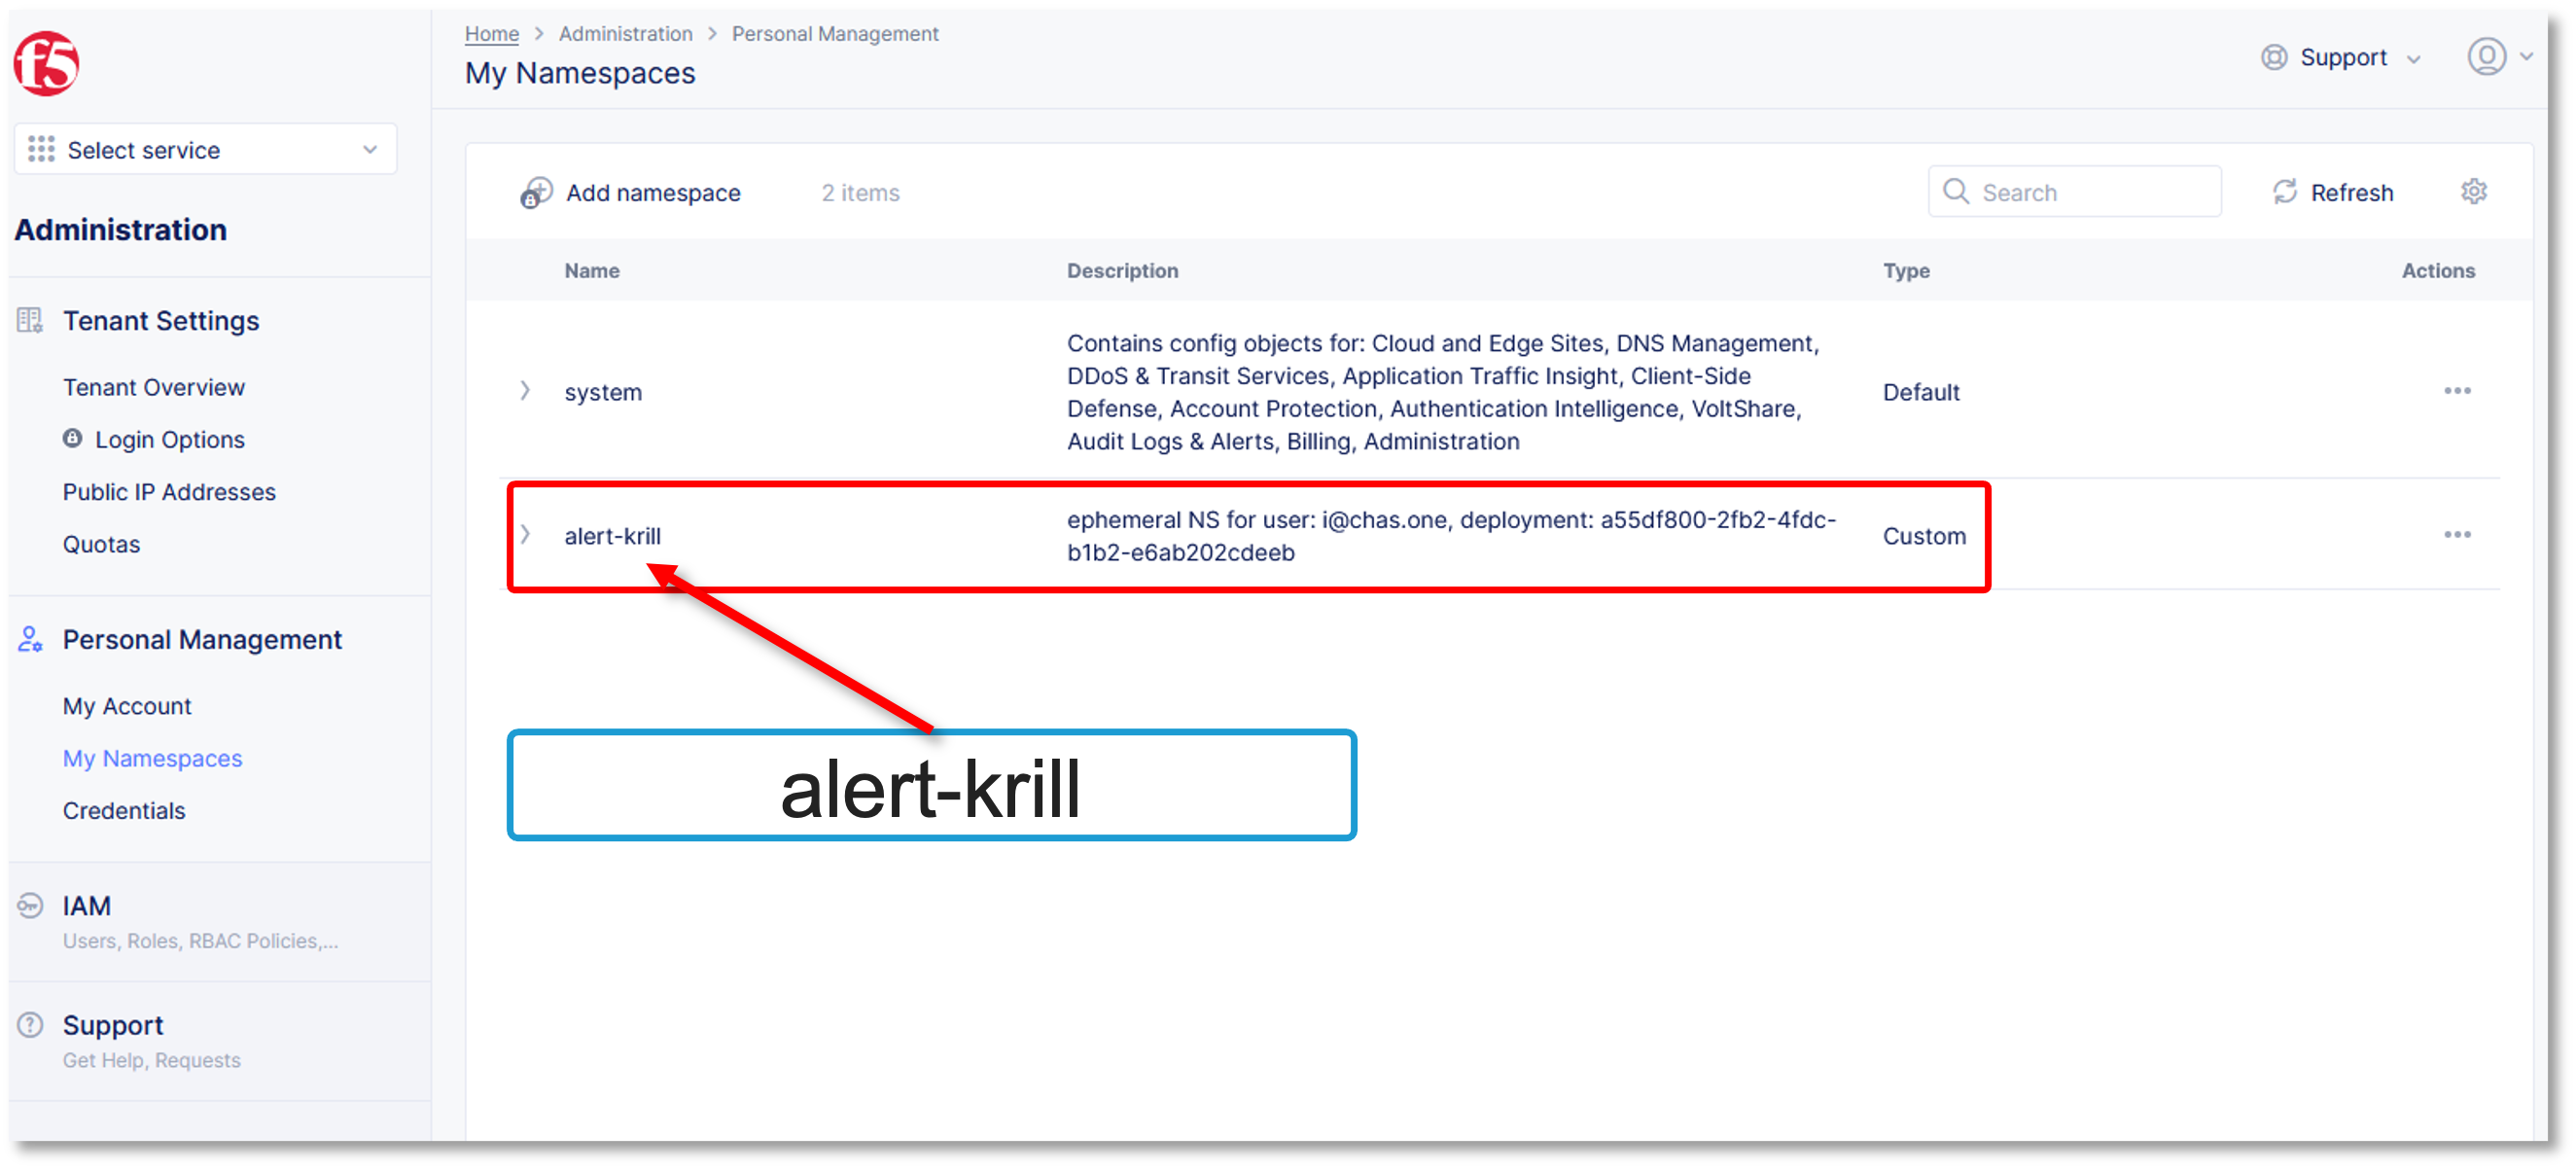 f5
Select service
Administration
Tenant Settings
Tenant Overview
Login Options
Public IP Addresses
Quotas
Personal Management
My Account
My Namespaces
Credentials
IAM
Users, Roles, RBAC Policies,...
Support
Get Help, Requests
Home > Administration > Personal Management
My Namespaces
Support
Add namespace 2 items Search Refresh
Name Description Type Actions
system
Contains config objects for: Cloud and Edge Sites, DNS Management,
DDoS & Transit Services, Application Traffic Insight, Client-Side
Defense, Account Protection, Authentication Intelligence, VoltShare,
Audit Logs & Alerts, Billing, Administration
Default
alert-krill
ephemeral NS for user: i@chas.one, deployment: a55df800-2fb2-4fdc-
b1b2-e6ab202cdeeb
Custom
alert-krill